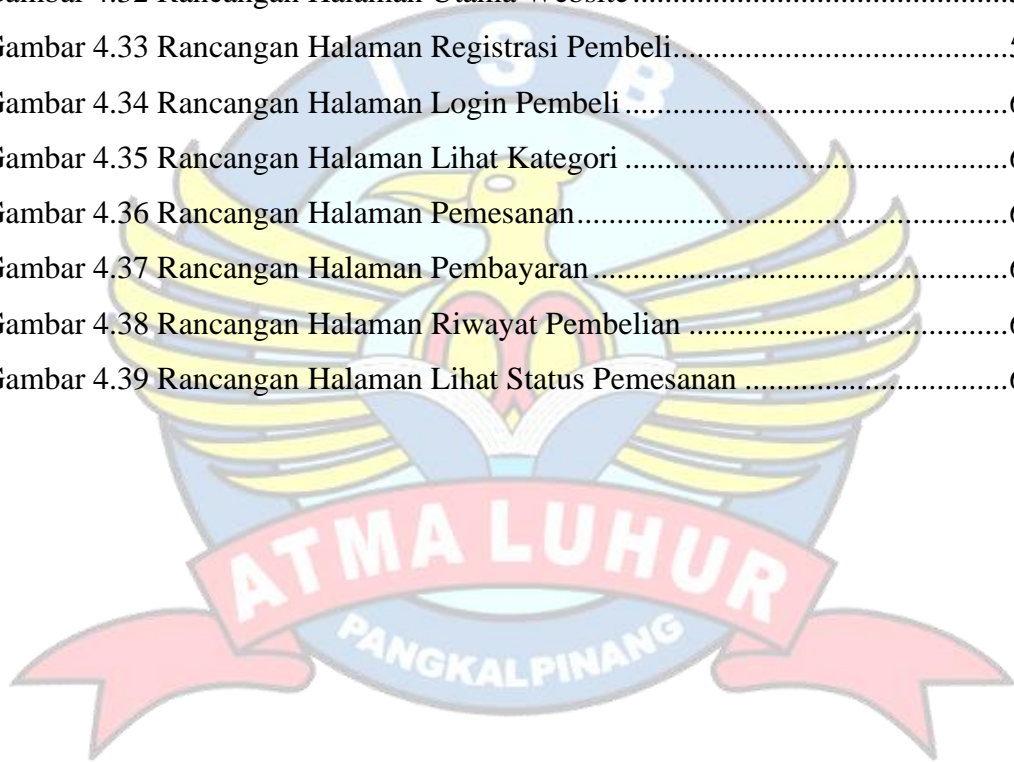 Gambar 4.32 Rancangan Halaman Utama Website
Gambar 4.33 Rancangan Halaman Registrasi Pembeli
Gambar 4.34 Rancangan Halaman Login Pembeli
Gambar 4.35 Rancangan Halaman Lihat Kategori
Gambar 4.36 Rancangan Halaman Pemesanan
Gambar 4.37 Rancangan Halaman Pembayaran
Gambar 4.38 Rancangan Halaman Riwayat Pembelian
Gambar 4.39 Rancangan Halaman Lihat Status Pemesanan
I S B
ATMA LUHUR
PANGKALPINANG